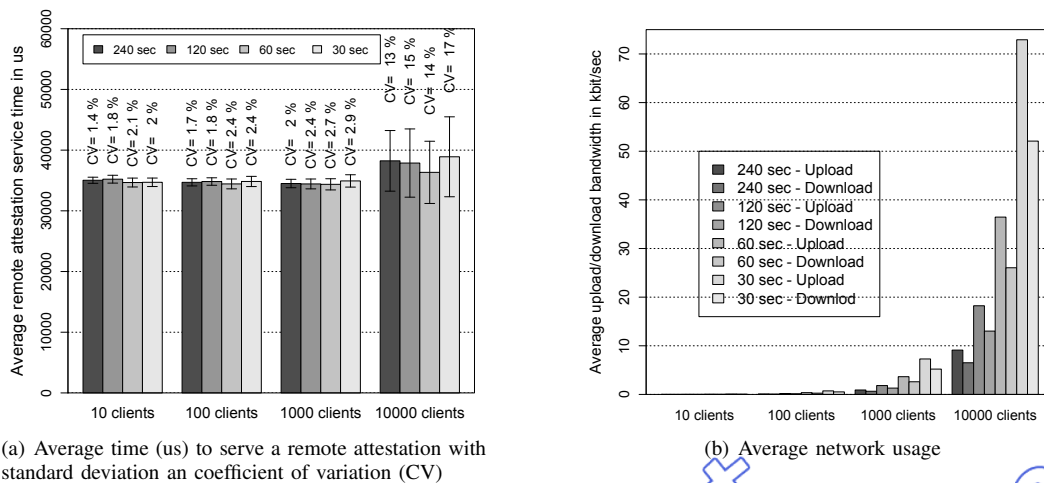 Average remote attestation service time in us
0 10000 20000 30000 40000 50000 60000
240 sec 120 sec 60 sec 30 sec
CV= 1.4 %
CV= 1.8 %
CV= 2.1 %
CV= 2 %
CV= 1.7 %
CV= 1.8 %
CV= 2.4 %
CV= 2.4 %
CV= 2 %
CV= 2.4 %
CV= 2.7 %
CV= 2.9 %
CV= 13 %
CV= 15 %
CV= 14 %
CV= 17 %
10 clients 100 clients 1000 clients 10000 clients
(a) Average time (us) to serve a remote attestation with
standard deviation an coefficient of variation (CV)
Average upload/download bandwidth in kbit/sec
0 10 20 30 40 50 60 70
240 sec - Upload
240 sec - Download
120 sec - Upload
120 sec - Download
60 sec - Upload
60 sec - Download
30 sec - Upload
30 sec - Downlod
10 clients 100 clients 1000 clients 10000 clients
(b) Average network usage